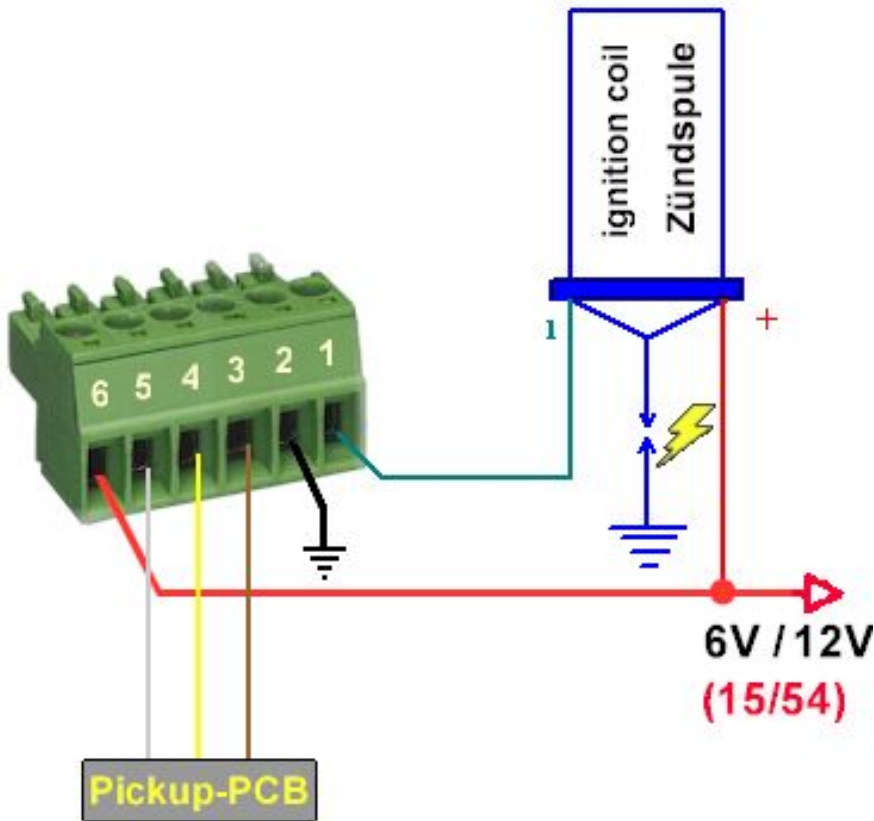 ignition coil
Zündspule
1
+
6 5 4 3 2 1
6V / 12V
(15/54)
Pickup-PCB